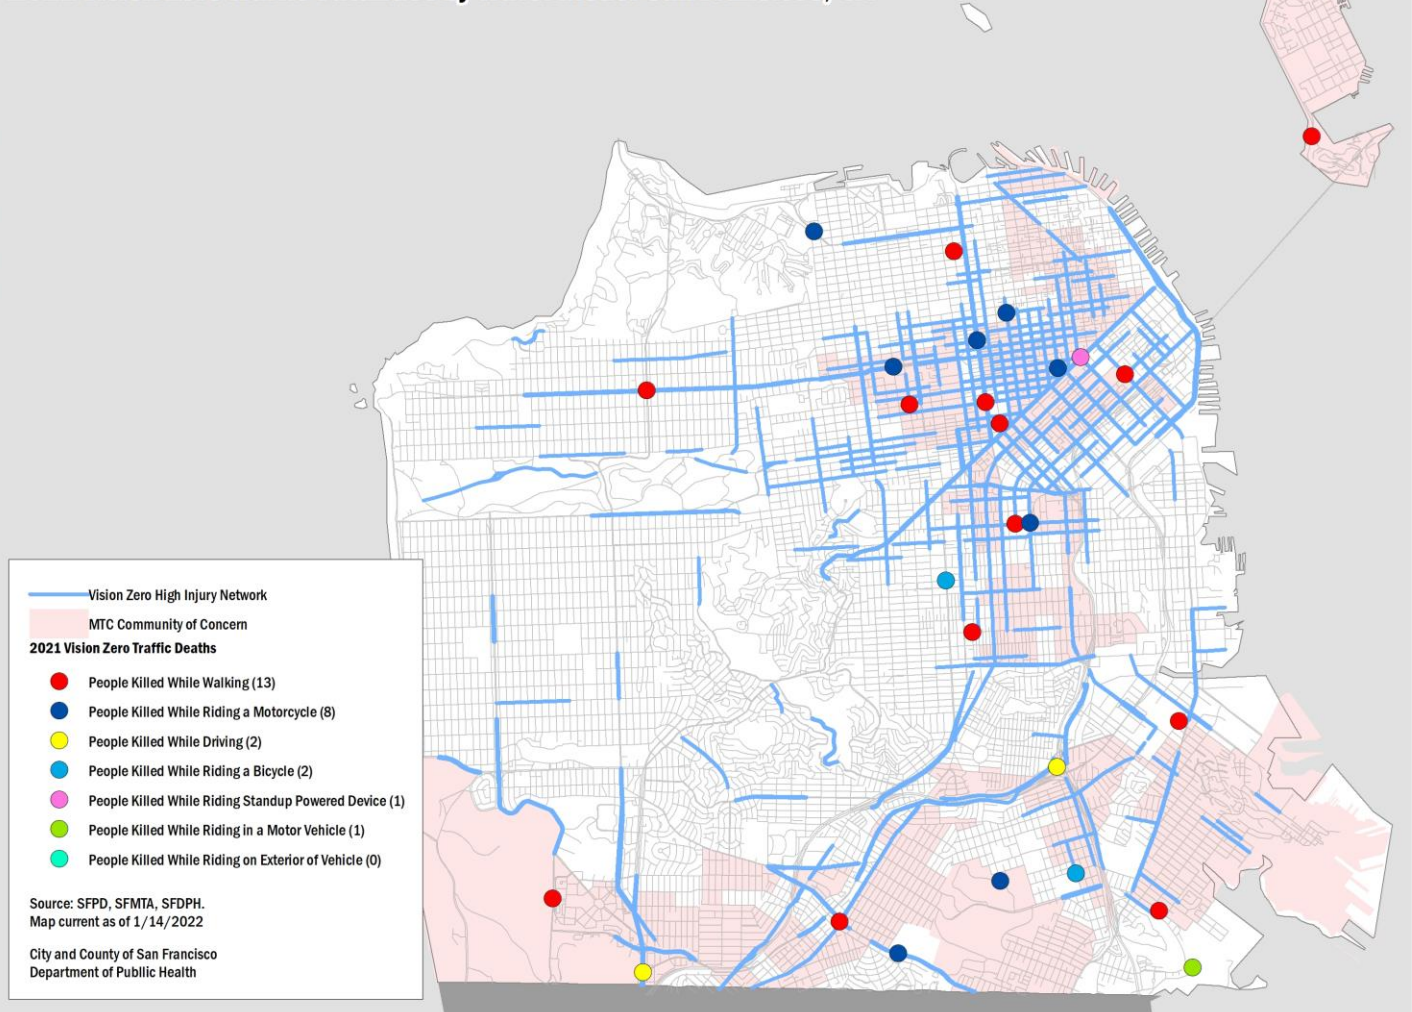 Vision Zero High Injury Network
MTC Community of Concern
2021 Vision Zero Traffic Deaths
People Killed While Walking (13)
People Killed While Riding a Motorcycle (8)
People Killed While Driving (2)
People Killed While Riding a Bicycle (2)
People Killed While Riding Standup Powered Device (1)
People Killed While Riding in a Motor Vehicle (1)
People Killed While Riding on Exterior of Vehicle (0)
Source: SFPD, SFMTA, SFDPH.
Map current as of 1/14/2022
City and County of San Francisco
Department of Publlic Health